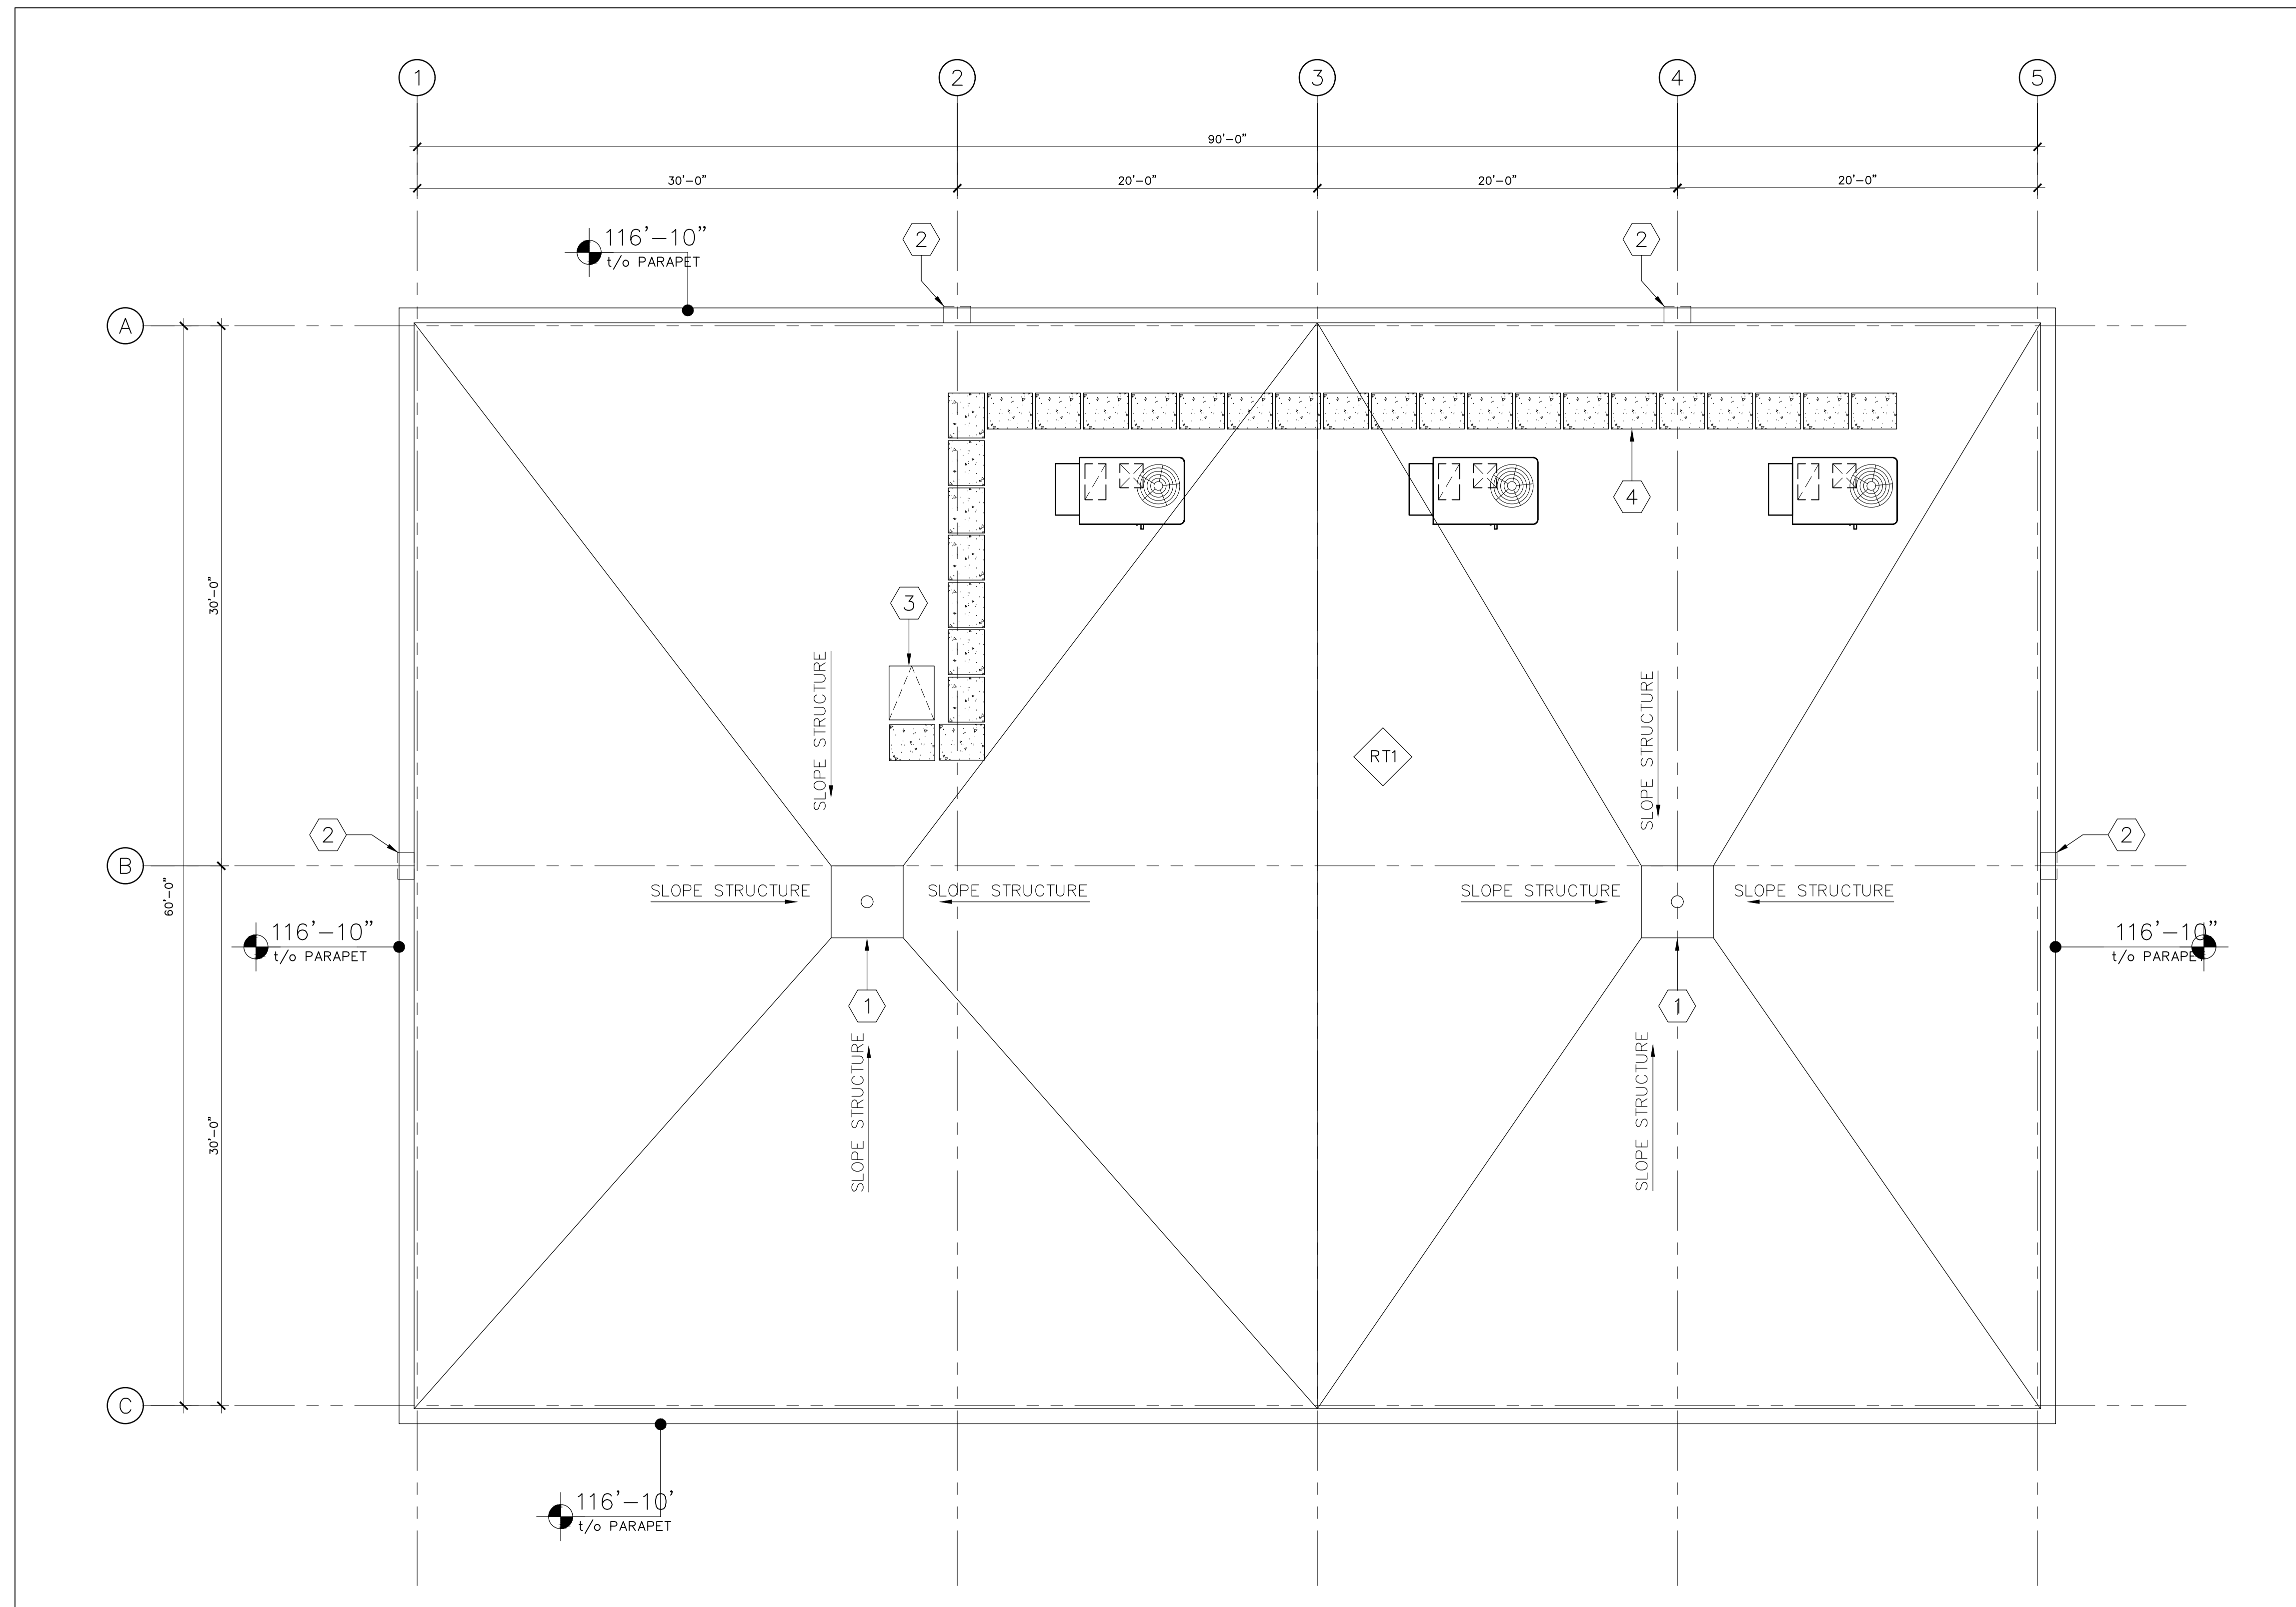 1 2 3 4 5
90'-0"
30'-0" 20'-0" 20'-0" 20'-0"
116'-10"
t/o PARAPET
2 2
A
4
30'-0"
3
SLOPE STRUCTURE
SLOPE STRUCTURE
RT1
2 2
B
60'-0"
SLOPE STRUCTURE SLOPE STRUCTURE SLOPE STRUCTURE SLOPE STRUCTURE
116'-10" 116'-10"
t/o PARAPET t/o PARAPET
1 1
SLOPE STRUCTURE
SLOPE STRUCTURE
30'-0"
C
116'-10'
t/o PARAPET